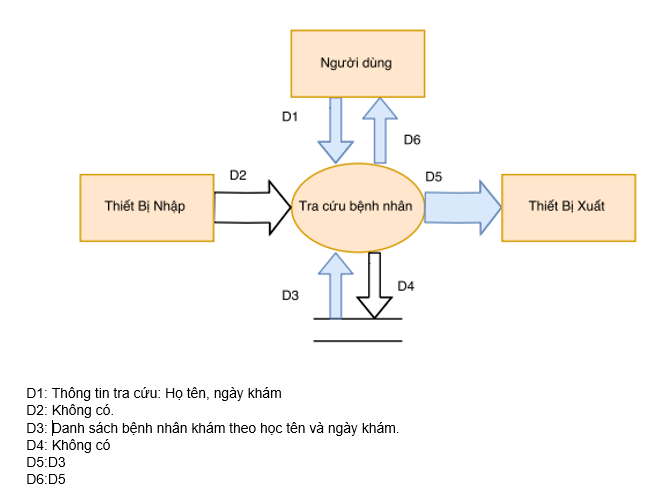 Người dùng
D1
D6
D2
D5
Thiết Bị Nhập
Tra cứu bệnh nhân
Thiết Bị Xuất
D3
D4
D1: Thông tin tra cứu: Họ tên, ngày khám
D2: Không có.
D3: Danh sách bệnh nhân khám theo học tên và ngày khám.
D4: Không có
D5:D3
D6:D5